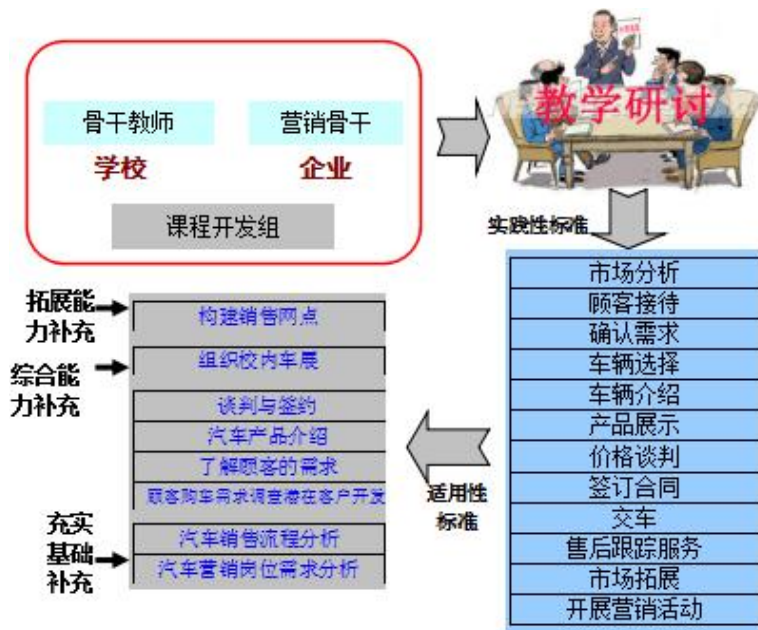 骨干教师
营销骨干
学校
企业
课程开发组
教学研讨
实践性标准
市场分析
顾客接待
确认需求
车辆选择
车辆介绍
产品展示
价格谈判
签订合同
交车
售后跟踪服务
市场拓展
开展营销活动
适用性
标准
拓展能
力补充
构建销售网点
综合能
力补充
组织校内车展
谈判与签约
汽车产品介绍
了解顾客的需求
顾客购车需求调查潜在客户开发
充实
基础
补充
汽车销售流程分析
汽车营销岗位需求分析